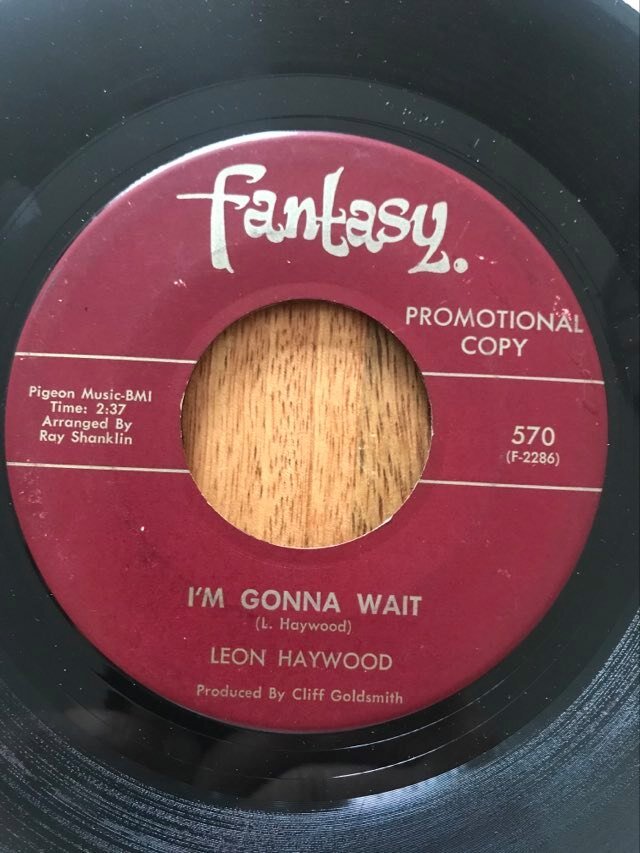 fantasy.
PROMOTIONAL
COPY
Pigeon Music-BMI
Time: 2:37
Arranged By
Ray Shanklin
570
(F-2286)
I'M GONNA WAIT
(L. Haywood)
LEON HAYWOOD
Produced By Cliff Goldsmith